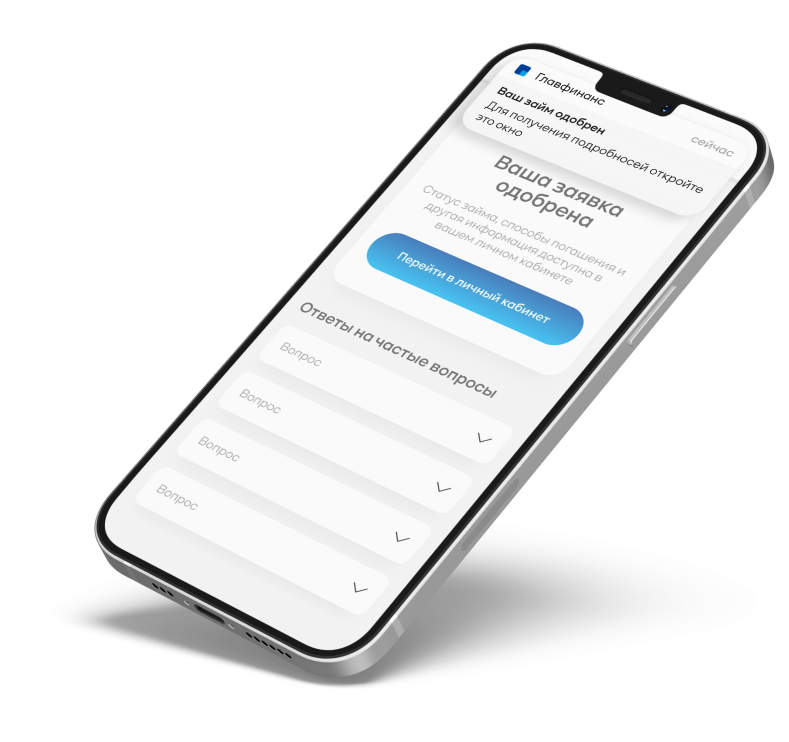 Главфинанс
сейчас
Ваш займ одобрен
Для получения подробносей откройте
это окно
Ваша заявка
одобрена
Статус займа, способы погашения и
другая информация доступна в
вашем личном кабинете
Перейти в личный кабинет
Ответы на частые вопросы
Вопрос
Вопрос
Вопрос
Вопрос